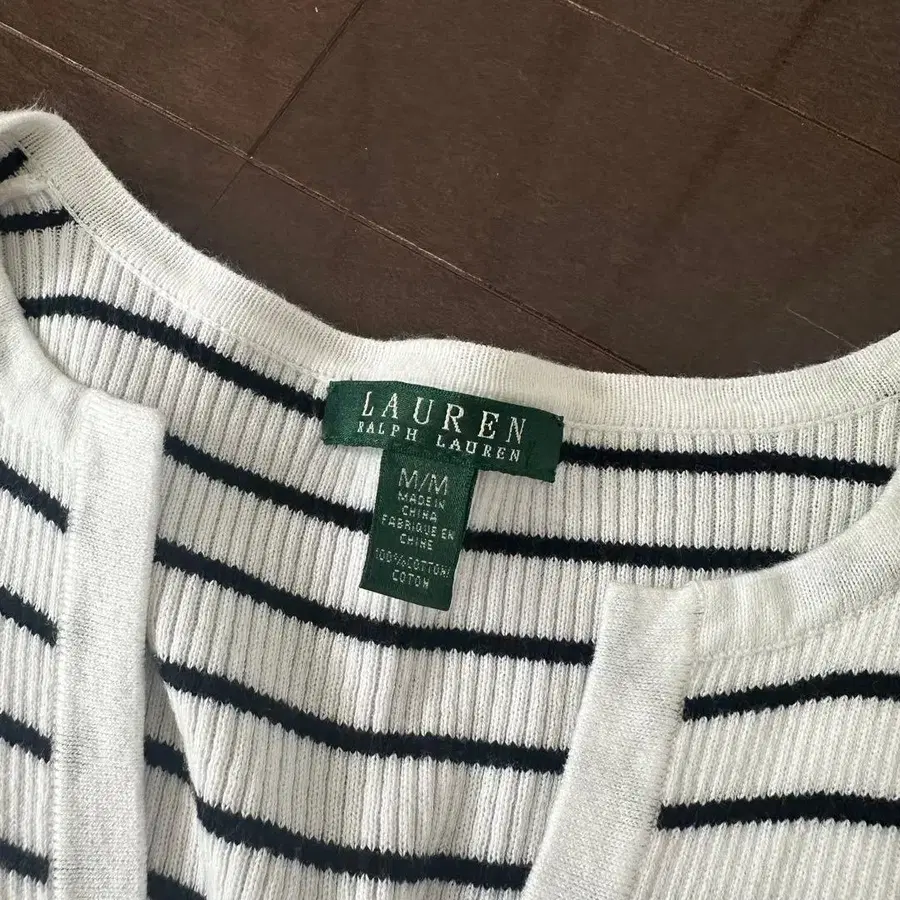 LAUREN
RALPH LAUREN
M/M
MADE IN
CHINA
FABRIQUE EN
CHINE
100% COTTON/
COTON